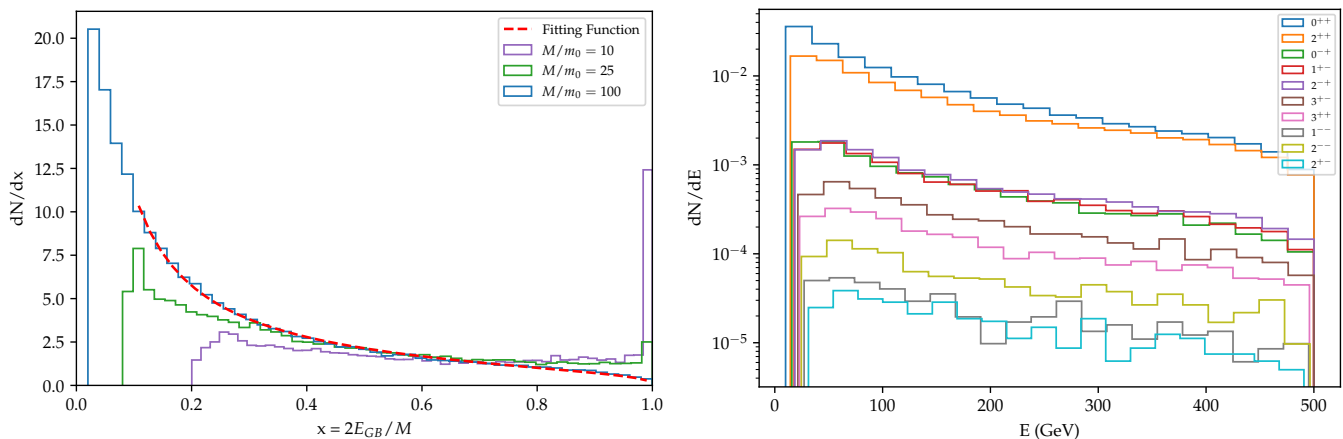 20.0
17.5
15.0
12.5
10.0
7.5
5.0
2.5
0.0
dN/dx
0.0 0.2 0.4 0.6 0.8 1.0
x = 2E_GB/M
Fitting Function
M/m₀ = 10
M/m₀ = 25
M/m₀ = 100
10⁻²
10⁻³
10⁻⁴
10⁻⁵
dN/dE
0 100 200 300 400 500
E (GeV)
0⁺⁺
2⁺⁺
0⁻⁺
1⁺⁻
2⁻⁺
3⁺⁻
3⁺⁺
1⁻⁻
2⁻⁻
2⁺⁻